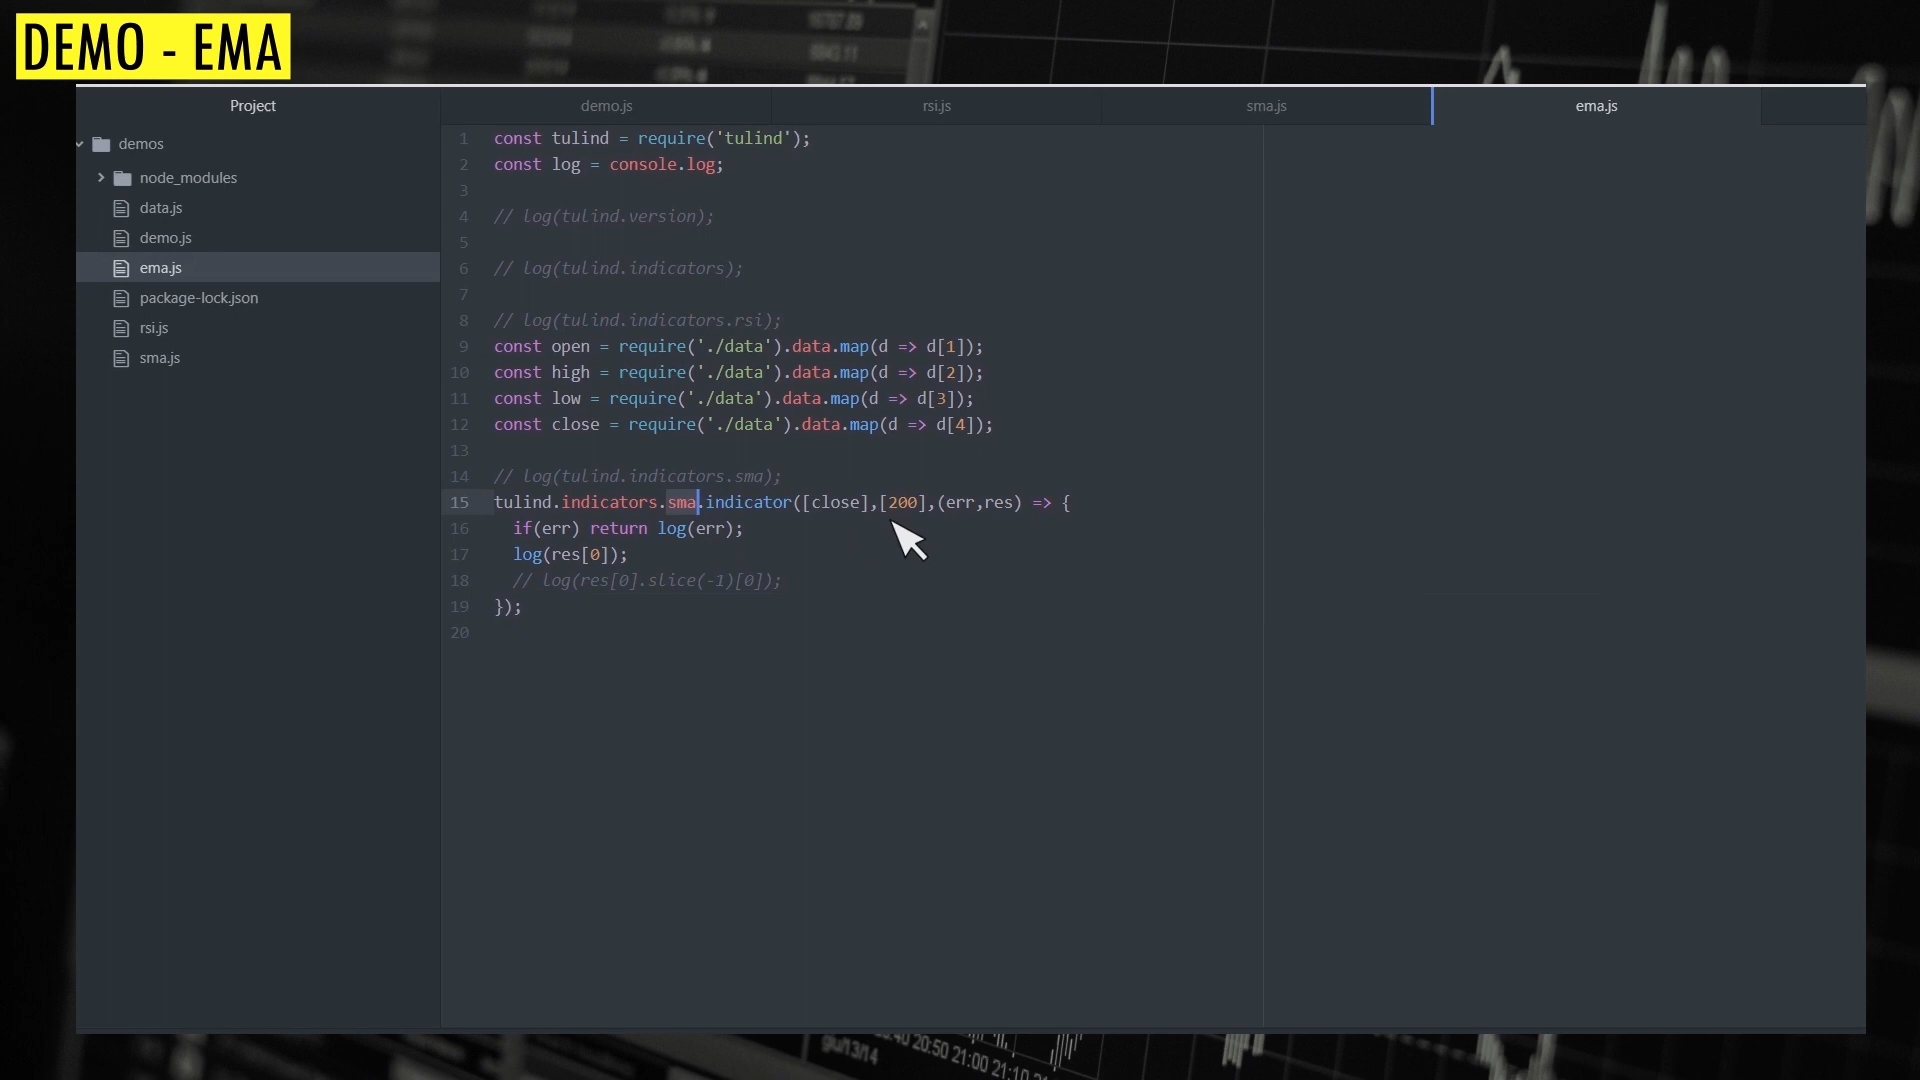 DEMO - EMA
Project
demo.js
rsi.js
sma.js
ema.js
demos
node_modules
data.js
demo.js
ema.js
package-lock.json
rsi.js
sma.js
1 const tulind = require('tulind');
2 const log = console.log;
3
4 // log(tulind.version);
5
6 // log(tulind.indicators);
7
8 // log(tulind.indicators.rsi);
9 const open = require('./data').data.map(d => d[1]);
10 const high = require('./data').data.map(d => d[2]);
11 const low = require('./data').data.map(d => d[3]);
12 const close = require('./data').data.map(d => d[4]);
13
14 // log(tulind.indicators.sma);
15 tulind.indicators.sma.indicator([close],[200],(err,res) => {
16 if(err) return log(err);
17 log(res[0]);
18 // log(res[0].slice(-1)[0]);
19 });
20
20:50 21:00 21:10